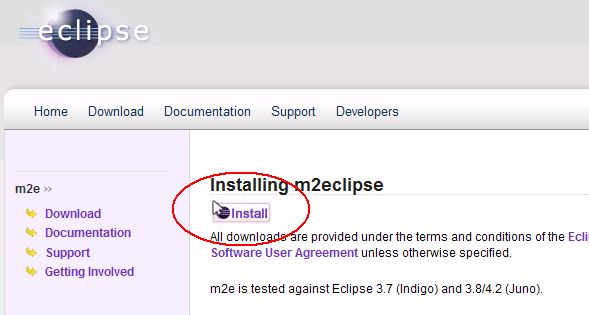 eclipse
Home Download Documentation Support Developers
m2e »
Download
Documentation
Support
Getting Involved
Installing m2eclipse
Install
All downloads are provided under the terms and conditions of the Ecli
Software User Agreement unless otherwise specified.
m2e is tested against Eclipse 3.7 (Indigo) and 3.8/4.2 (Juno).